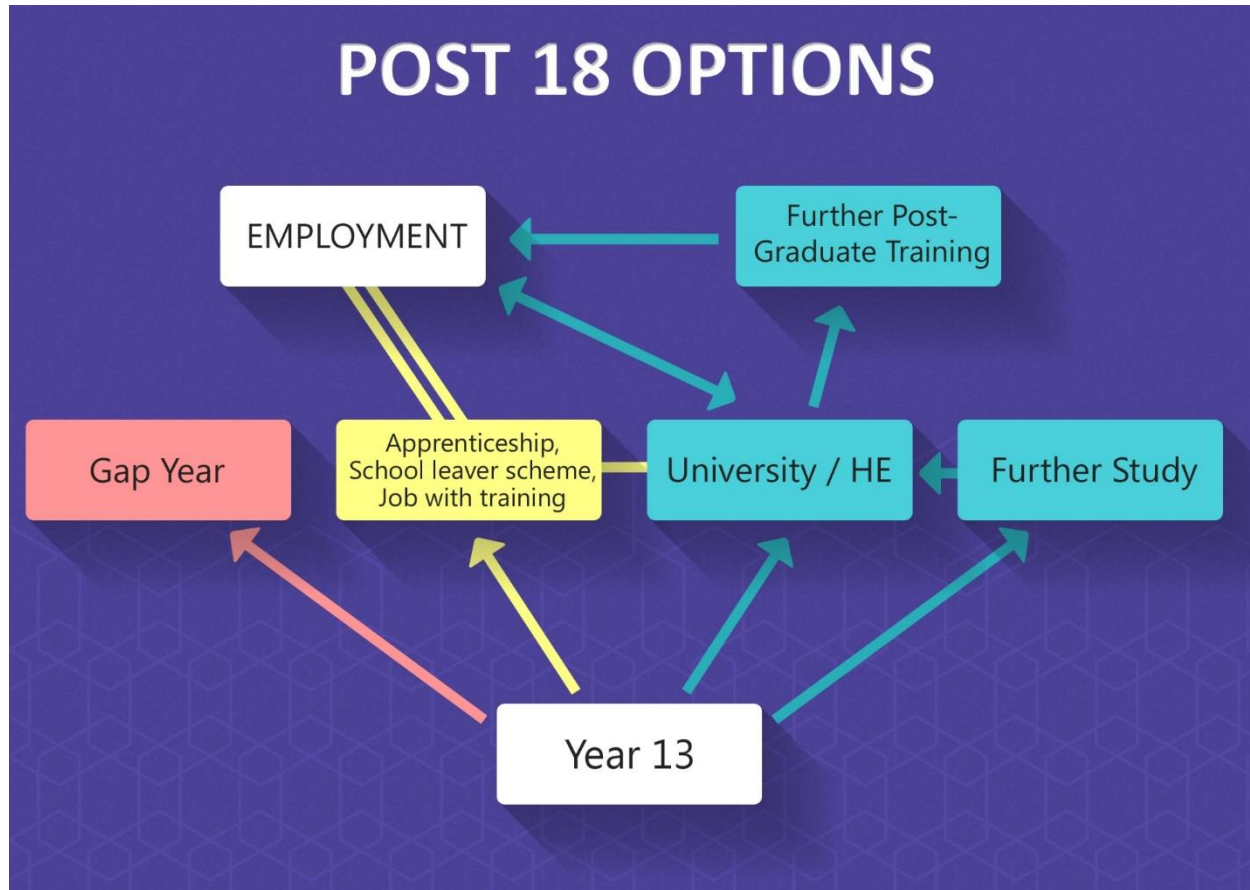 POST 18 OPTIONS
EMPLOYMENT
Further Post-
Graduate Training
Gap Year
Apprenticeship,
School leaver scheme,
Job with training
University / HE
Further Study
Year 13